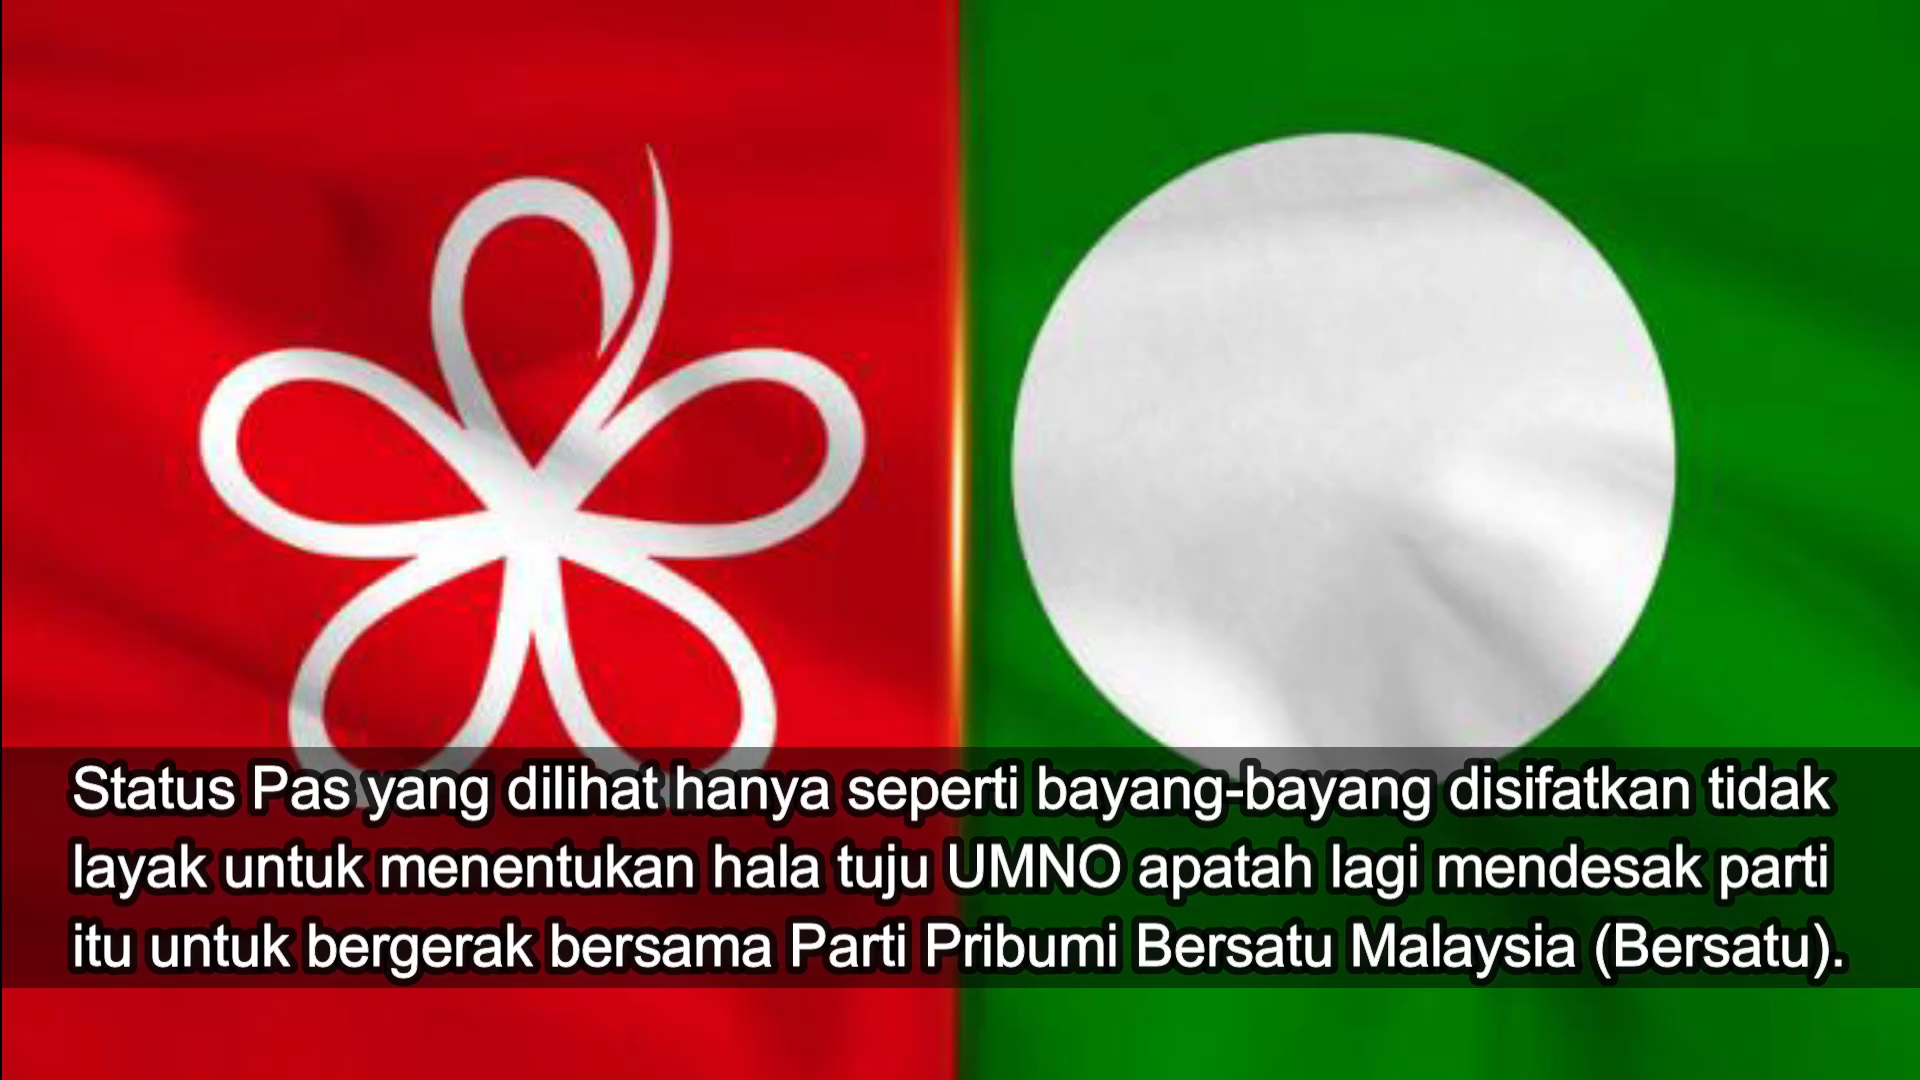 Status Pas yang dilihat hanya seperti bayang-bayang disifatkan tidak
layak untuk menentukan hala tuju UMNO apatah lagi mendesak parti
itu untuk bergerak bersama Parti Pribumi Bersatu Malaysia (Bersatu).